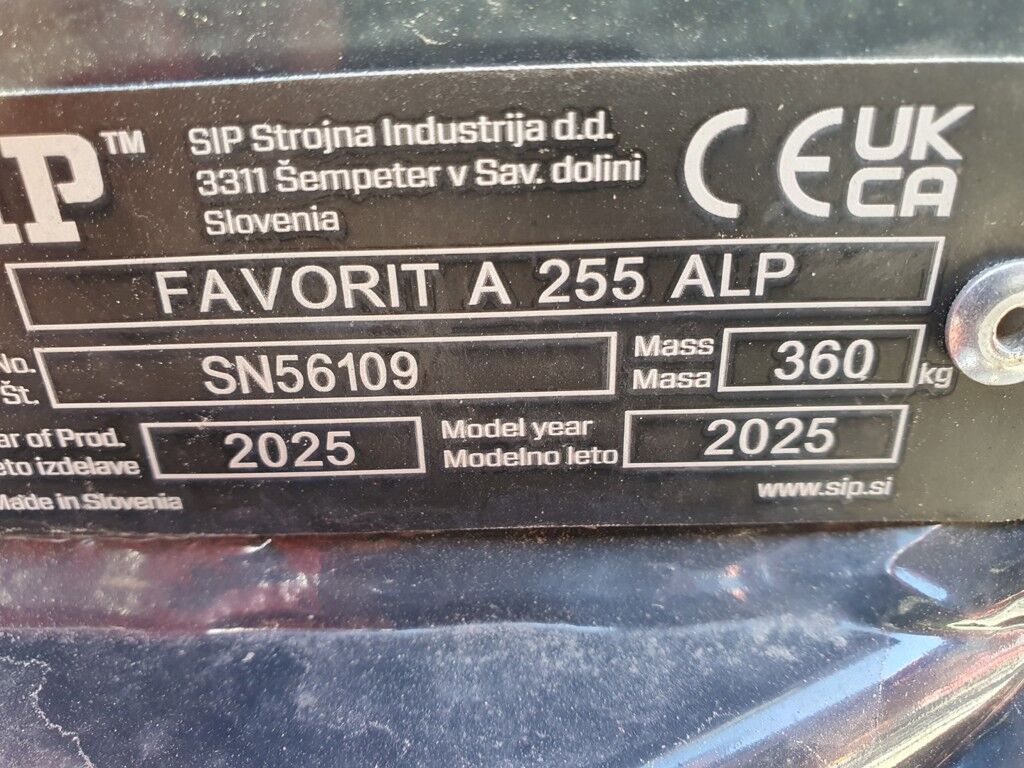 IP™
SIP Strojna Industrija d.d.
3311 Šempeter v Sav. dolini
Slovenia
CE UK CA
FAVORIT A 255 ALP
No.
Št.
SN56109
Mass
Masa
360
kg
ar of Prod.
eto izdelave
2025
Model year
Modelno leto
2025
Made in Slovenia
www.sip.si